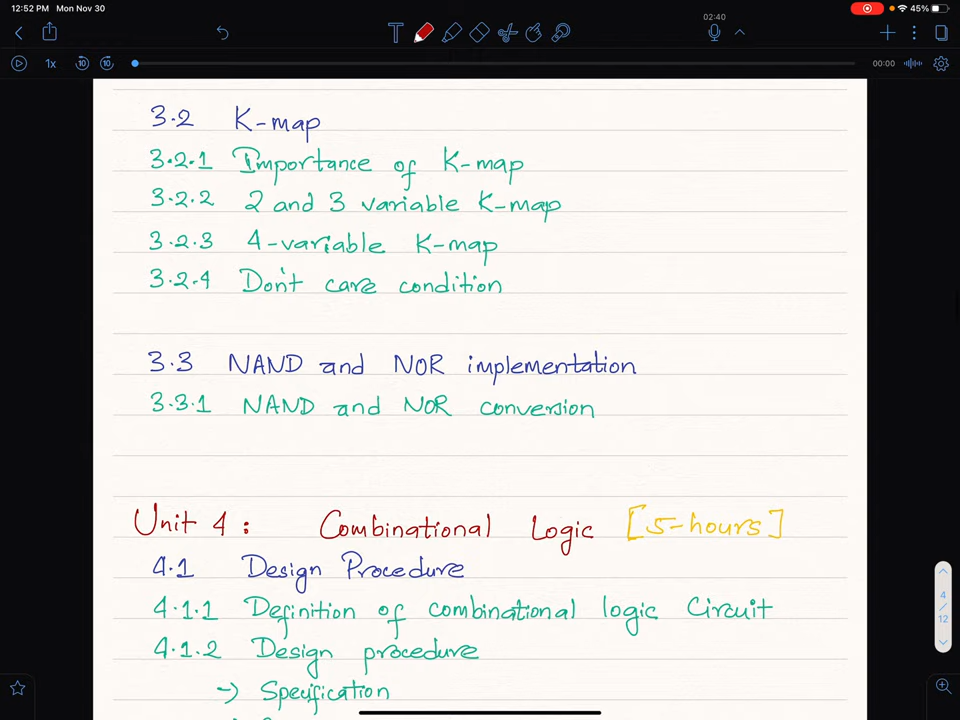 12:52 PM Mon Nov 30
45%
02:40
T
1x
10
10
00:00
3.2 K-map
3.2.1 Importance of K-map
3.2.2 2 and 3 variable K-map
3.2.3 4-variable K-map
3.2.4 Don't care condition
3.3 NAND and NOR implementation
3.3.1 NAND and NOR conversion
Unit 4: Combinational Logic [5-hours]
4.1 Design Procedure
4.1.1 Definition of combinational logic Circuit
4.1.2 Design procedure
-> Specification
4
/
12